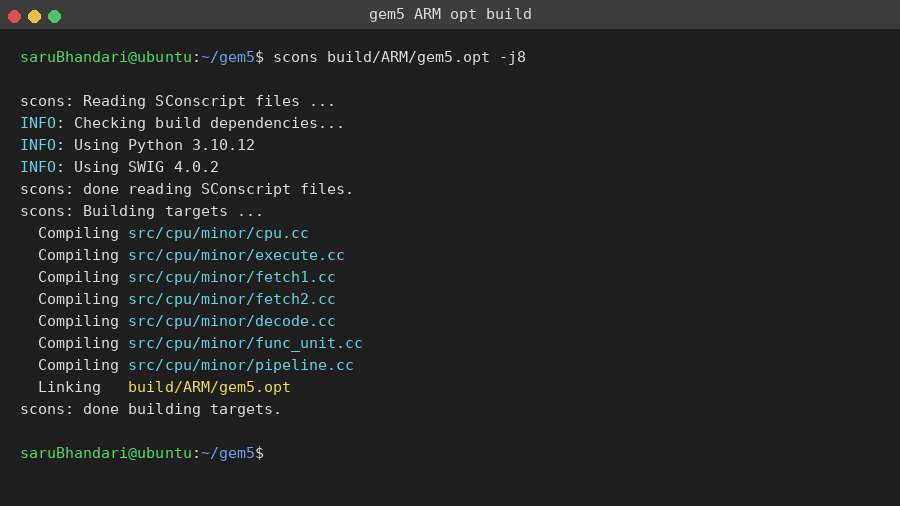 gem5 ARM opt build
saruBhandari@ubuntu:~/gem5$ scons build/ARM/gem5.opt -j8
scons: Reading SConscript files ...
INFO: Checking build dependencies...
INFO: Using Python 3.10.12
INFO: Using SWIG 4.0.2
scons: done reading SConscript files.
scons: Building targets ...
  Compiling src/cpu/minor/cpu.cc
  Compiling src/cpu/minor/execute.cc
  Compiling src/cpu/minor/fetch1.cc
  Compiling src/cpu/minor/fetch2.cc
  Compiling src/cpu/minor/decode.cc
  Compiling src/cpu/minor/func_unit.cc
  Compiling src/cpu/minor/pipeline.cc
  Linking   build/ARM/gem5.opt
scons: done building targets.
saruBhandari@ubuntu:~/gem5$